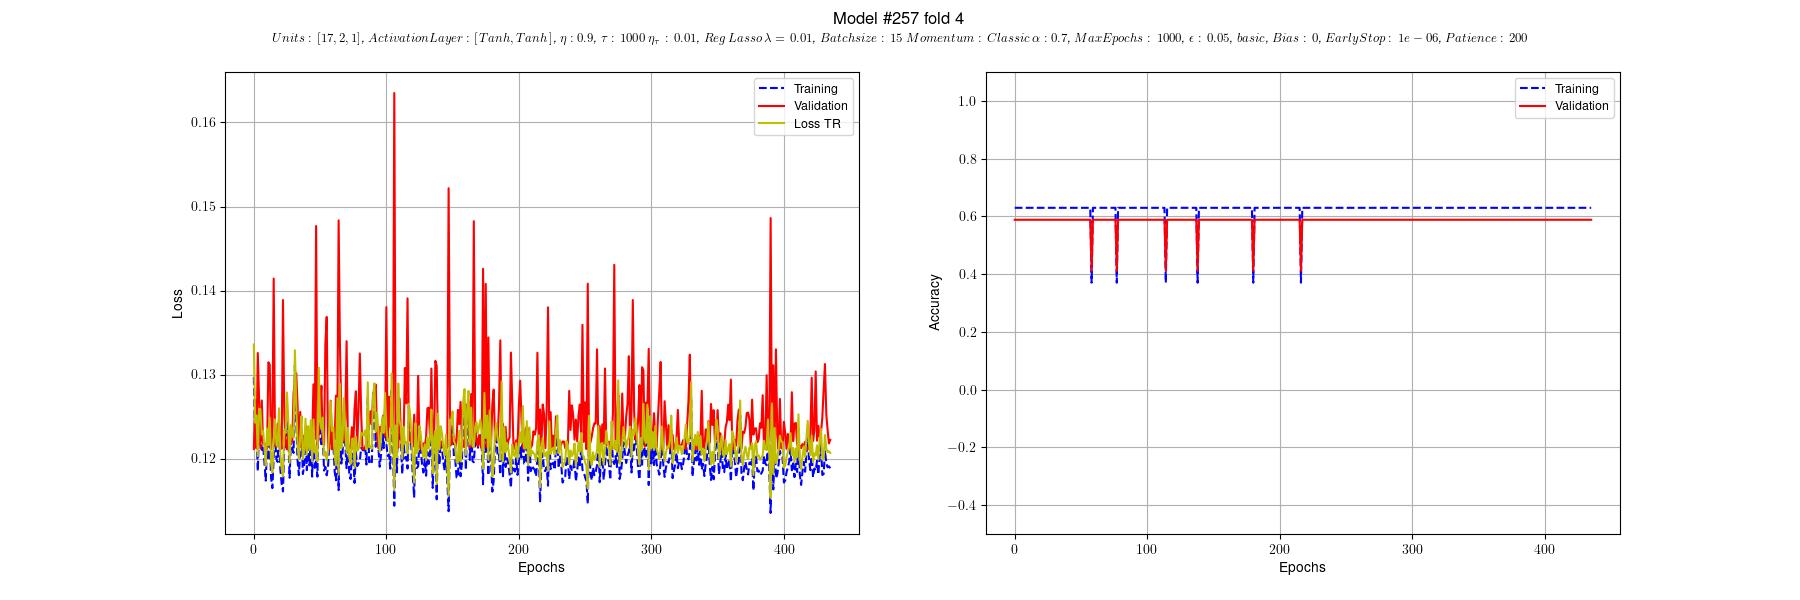 Model #257 fold 4
Units : [17, 2, 1], ActivationLayer : [Tanh, Tanh], η : 0.9, τ : 1000 η_τ : 0.01, Reg Lasso λ = 0.01, Batchsize : 15 Momentum : Classic α : 0.7, MaxEpochs : 1000, ϵ : 0.05, basic, Bias : 0, EarlyStop : 1e − 06, Patience : 200
Training
Validation
Loss TR
0.16
0.15
0.14
0.13
0.12
Loss
0
100
200
300
400
Epochs
Training
Validation
1.0
0.8
0.6
0.4
0.2
0.0
−0.2
−0.4
Accuracy
0
100
200
300
400
Epochs